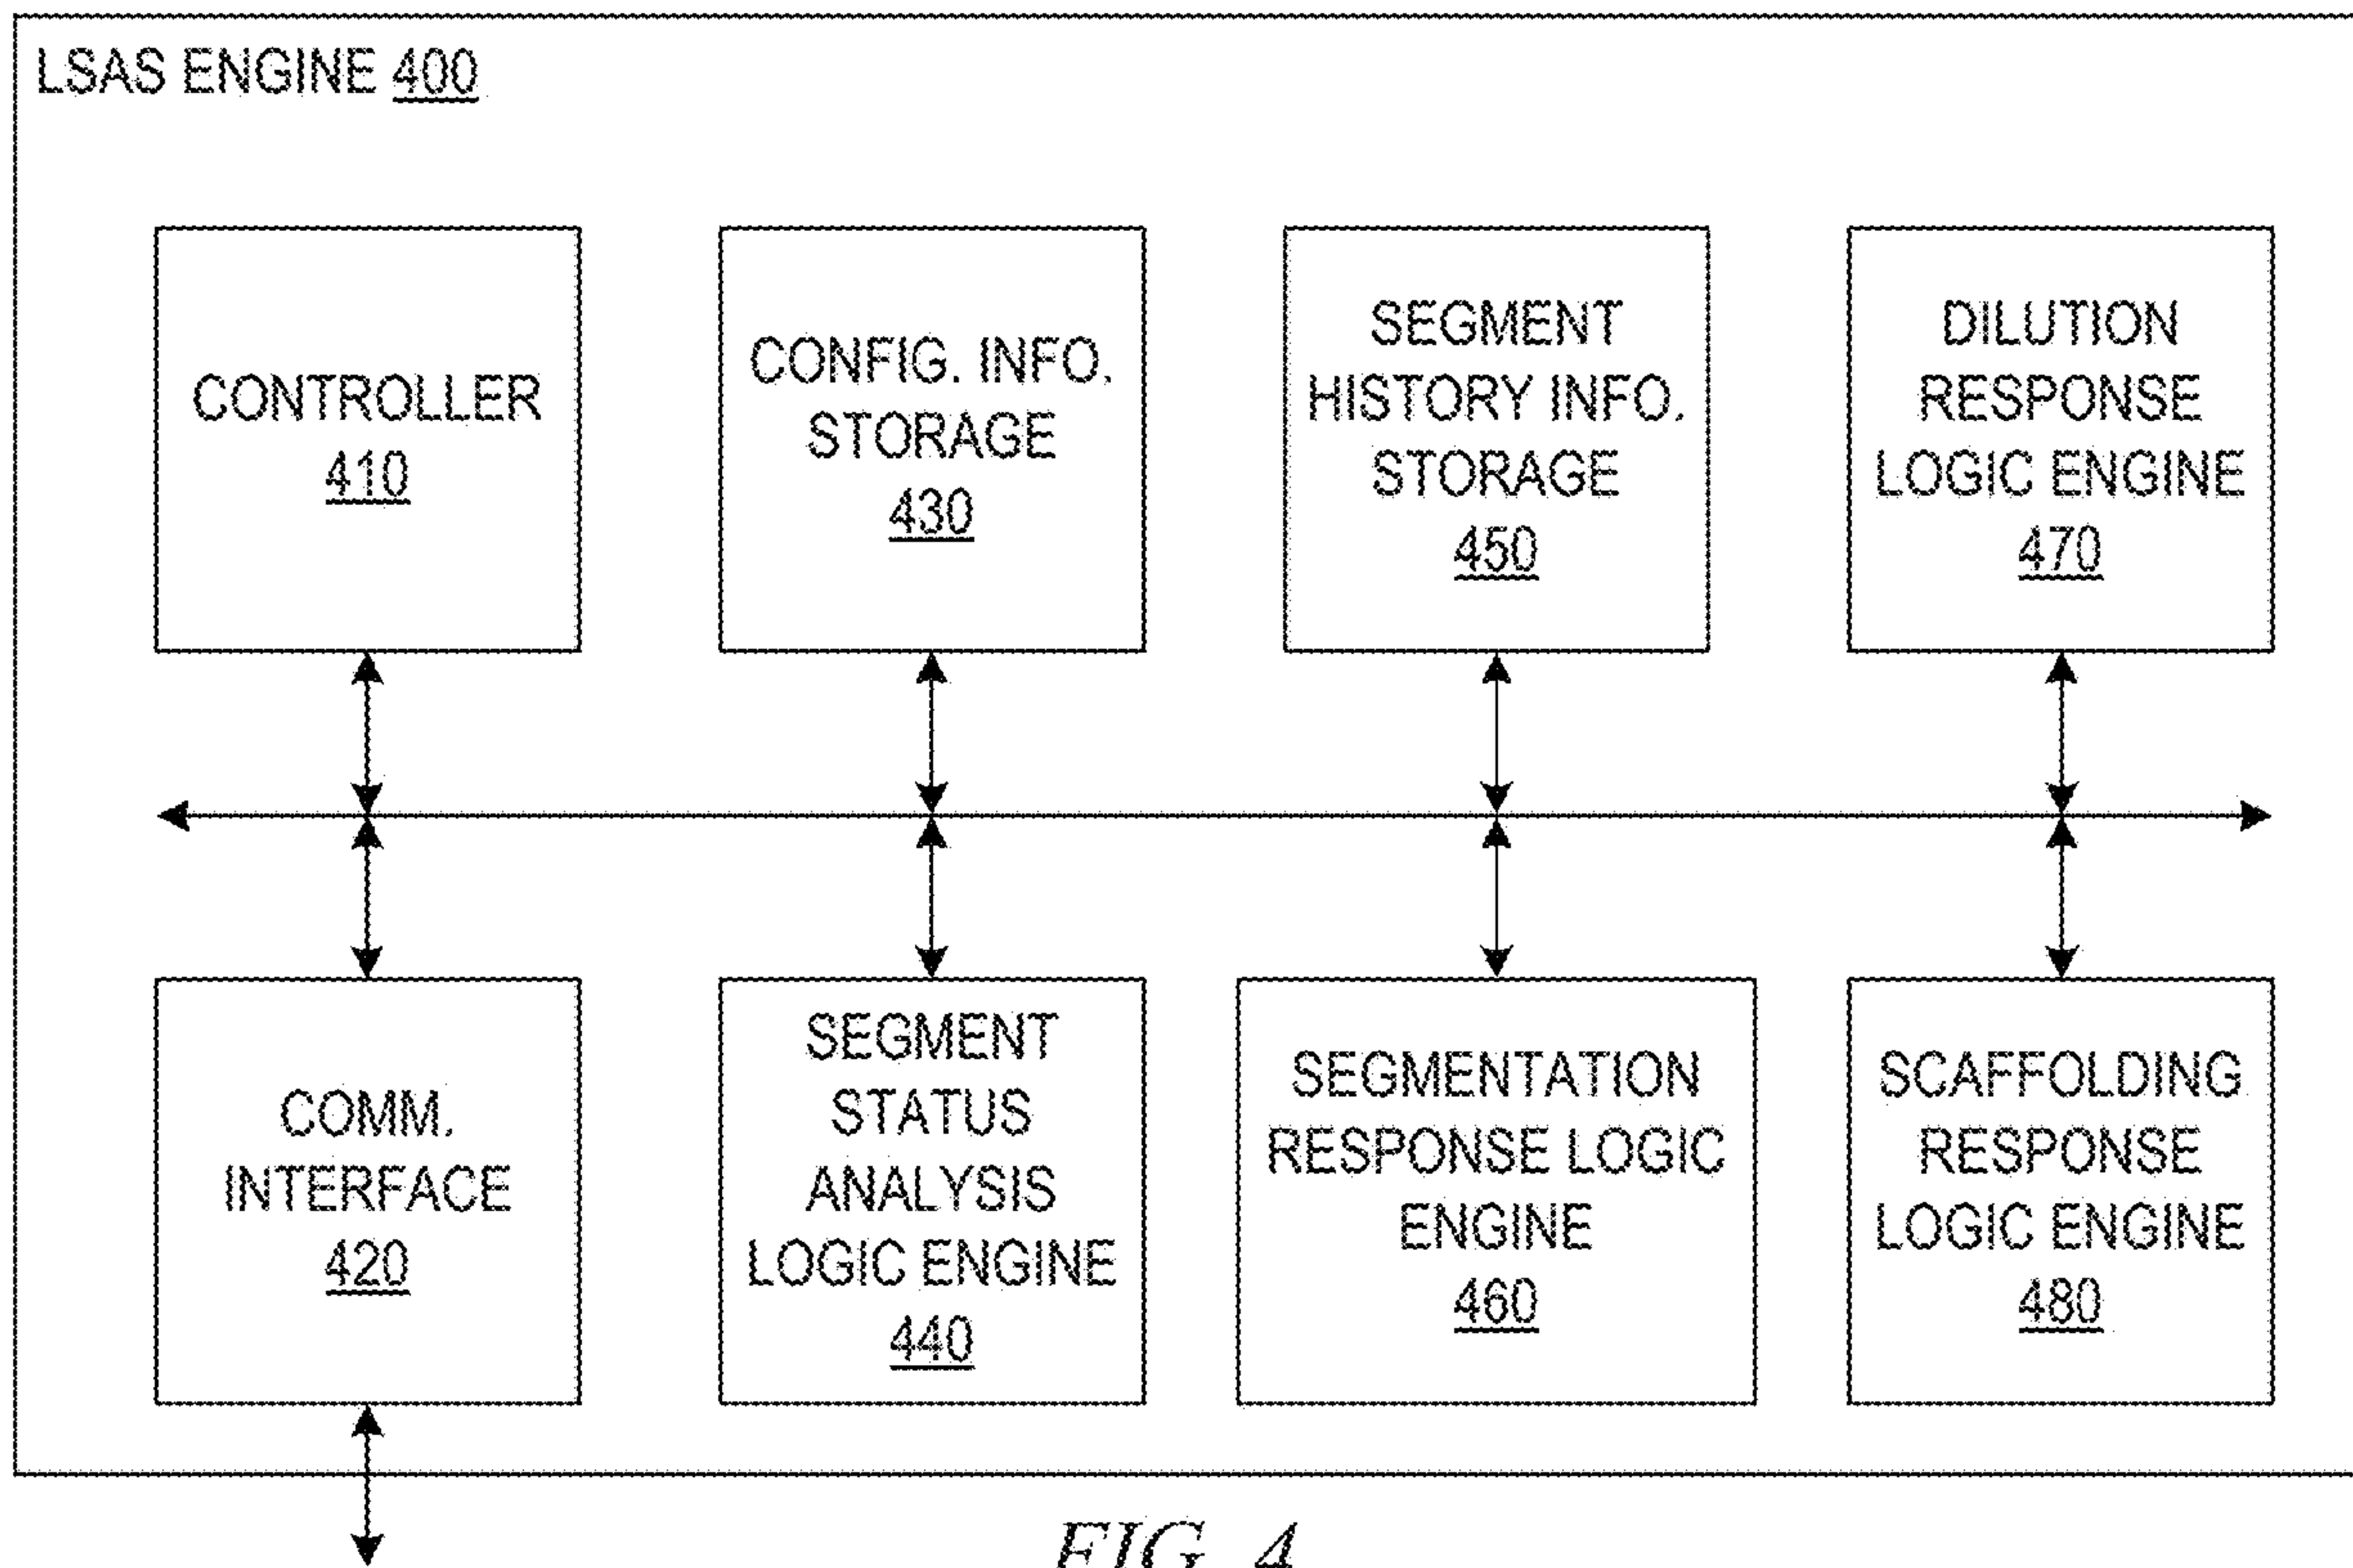 LSAS ENGINE 400
CONTROLLER
410
CONFIG. INFO.
STORAGE
430
SEGMENT
HISTORY INFO.
STORAGE
450
DILUTION
RESPONSE
LOGIC ENGINE
470
COMM.
INTERFACE
420
SEGMENT
STATUS
ANALYSIS
LOGIC ENGINE
440
SEGMENTATION
RESPONSE LOGIC
ENGINE
460
SCAFFOLDING
RESPONSE
LOGIC ENGINE
480
FIG. 4